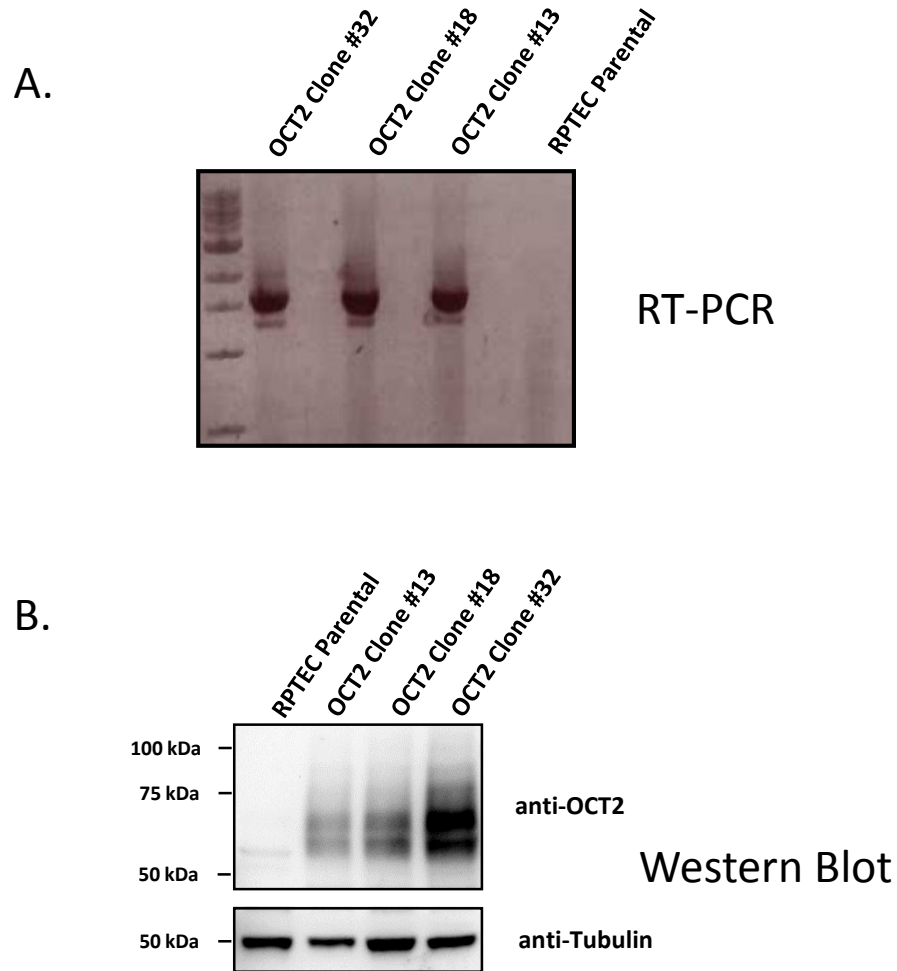 A.
OCT2 Clone #32
OCT2 Clone #18
OCT2 Clone #13
RPTEC Parental
RT-PCR
B.
RPTEC Parental
OCT2 Clone #13
OCT2 Clone #18
OCT2 Clone #32
100 kDa
75 kDa
anti-OCT2
50 kDa
Western Blot
50 kDa
anti-Tubulin